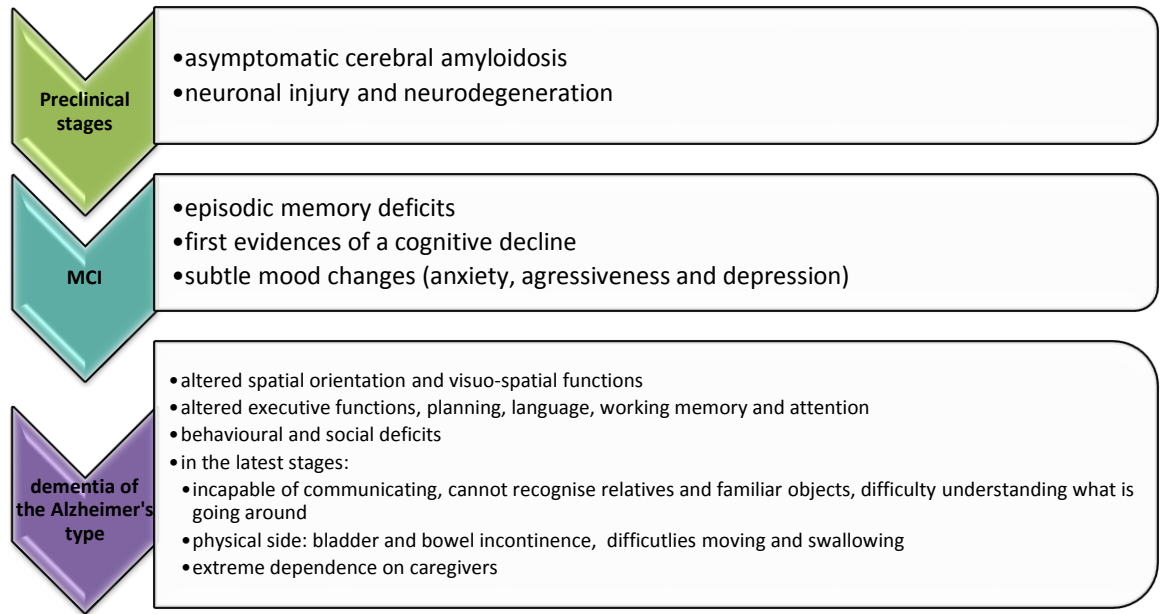 Preclinical
stages
•asymptomatic cerebral amyloidosis
•neuronal injury and neurodegeneration
MCI
•episodic memory deficits
•first evidences of a cognitive decline
•subtle mood changes (anxiety, agressiveness and depression)
dementia of
the Alzheimer's
type
•altered spatial orientation and visuo-spatial functions
•altered executive functions, planning, language, working memory and attention
•behavioural and social deficits
•in the latest stages:
•incapable of communicating, cannot recognise relatives and familiar objects, difficulty understanding what is
going around
•physical side: bladder and bowel incontinence, difficutlies moving and swallowing
•extreme dependence on caregivers